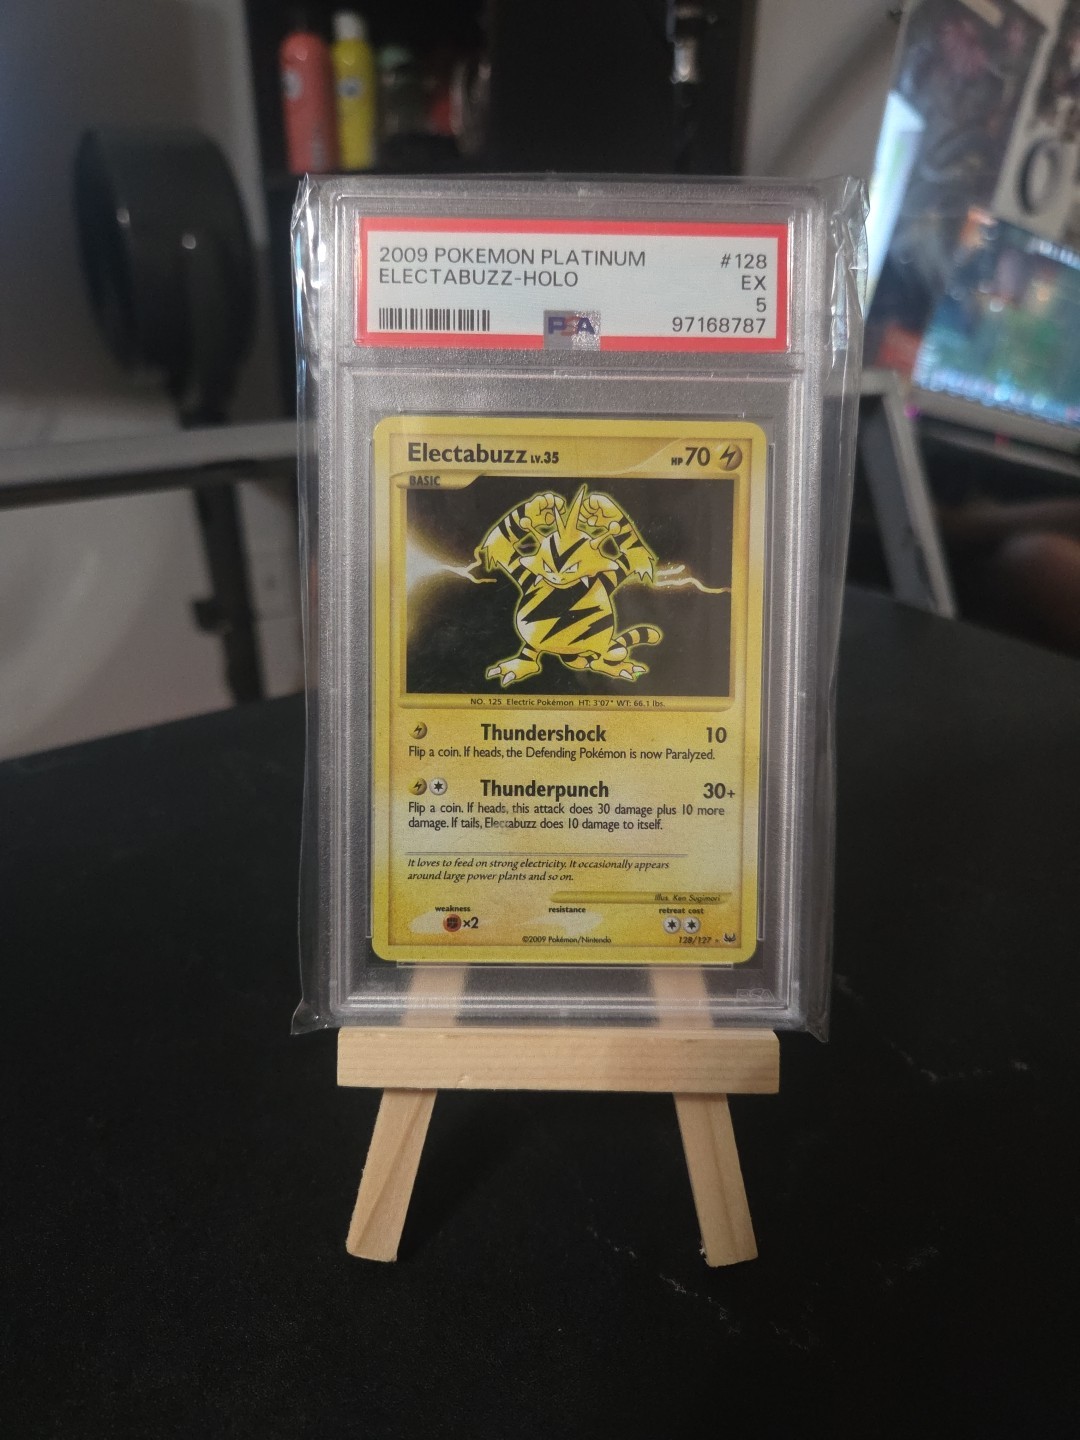 2009 POKEMON PLATINUM #128
ELECTABUZZ-HOLO EX
5
PSA 97168787
Electabuzz LV.35 HP 70
BASIC
NO. 125 Electric Pokémon HT: 3'07" WT: 66.1 lbs.
Thundershock 10
Flip a coin. If heads, the Defending Pokémon is now Paralyzed.
Thunderpunch 30+
Flip a coin. If heads, this attack does 30 damage plus 10 more
damage. If tails, Electabuzz does 10 damage to itself.
It loves to feed on strong electricity. It occasionally appears
around large power plants and so on.
Illus. Ken Sugimori
weakness resistance retreat cost
×2
©2009 Pokémon/Nintendo 128/127
PSA